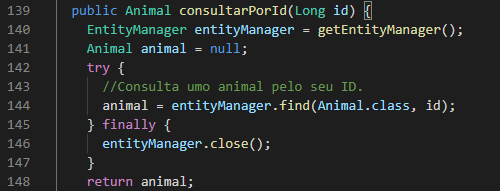 139 public Animal consultarPorId(Long id) {
140 EntityManager entityManager = getEntityManager();
141 Animal animal = null;
142 try {
143 //Consulta umo animal pelo seu ID.
144 animal = entityManager.find(Animal.class, id);
145 } finally {
146 entityManager.close();
147 }
148 return animal;